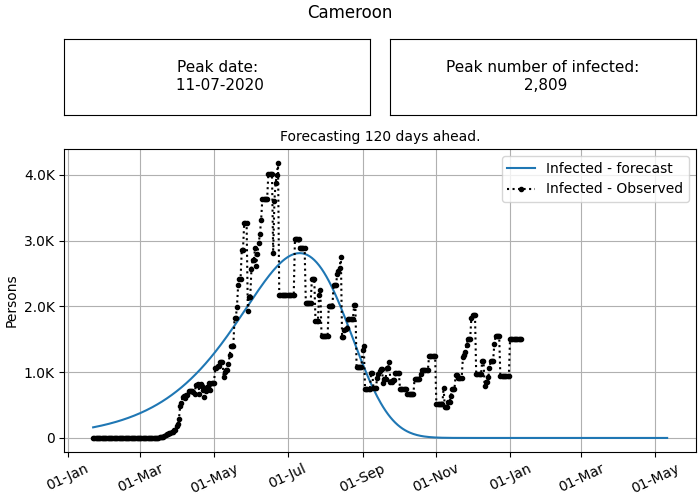 Cameroon
Peak date:
11-07-2020
Peak number of infected:
2,809
Forecasting 120 days ahead.
Infected - forecast
Infected - Observed
4.0K
3.0K
2.0K
1.0K
0
Persons
01-Jan
01-Mar
01-May
01-Jul
01-Sep
01-Nov
01-Jan
01-Mar
01-May